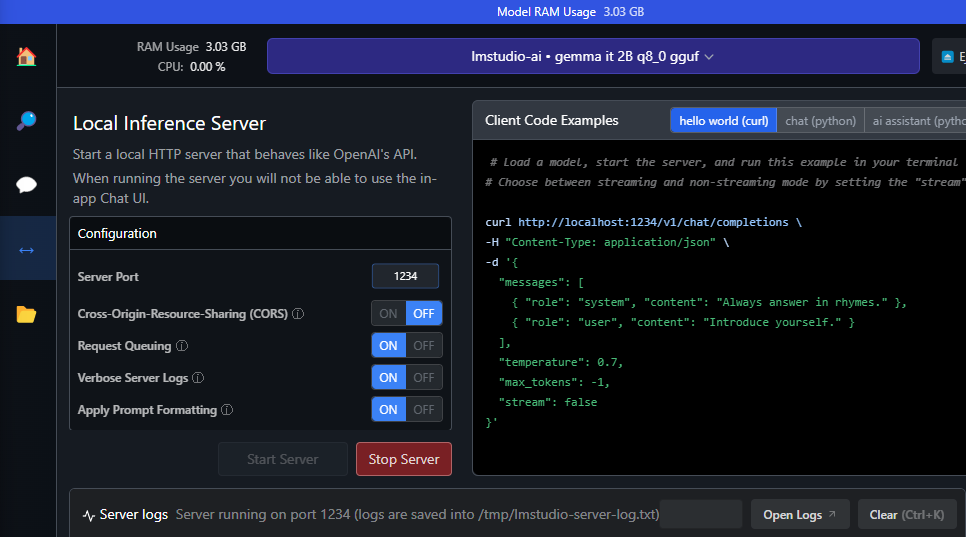 Model RAM Usage 3.03 GB
RAM Usage 3.03 GB
CPU: 0.00 %
lmstudio-ai • gemma it 2B q8_0 gguf
Local Inference Server
Start a local HTTP server that behaves like OpenAI's API.
When running the server you will not be able to use the in-
app Chat UI.
Configuration
Server Port 1234
Cross-Origin-Resource-Sharing (CORS) ON OFF
Request Queuing ON OFF
Verbose Server Logs ON OFF
Apply Prompt Formatting ON OFF
Start Server Stop Server
Client Code Examples hello world (curl) chat (python) ai assistant (pytho
# Load a model, start the server, and run this example in your terminal
# Choose between streaming and non-streaming mode by setting the "stream"
curl http://localhost:1234/v1/chat/completions \
-H "Content-Type: application/json" \
-d '{
"messages": [
{ "role": "system", "content": "Always answer in rhymes." },
{ "role": "user", "content": "Introduce yourself." }
],
"temperature": 0.7,
"max_tokens": -1,
"stream": false
}'
Server logs Server running on port 1234 (logs are saved into /tmp/lmstudio-server-log.txt) Open Logs Clear (Ctrl+K)